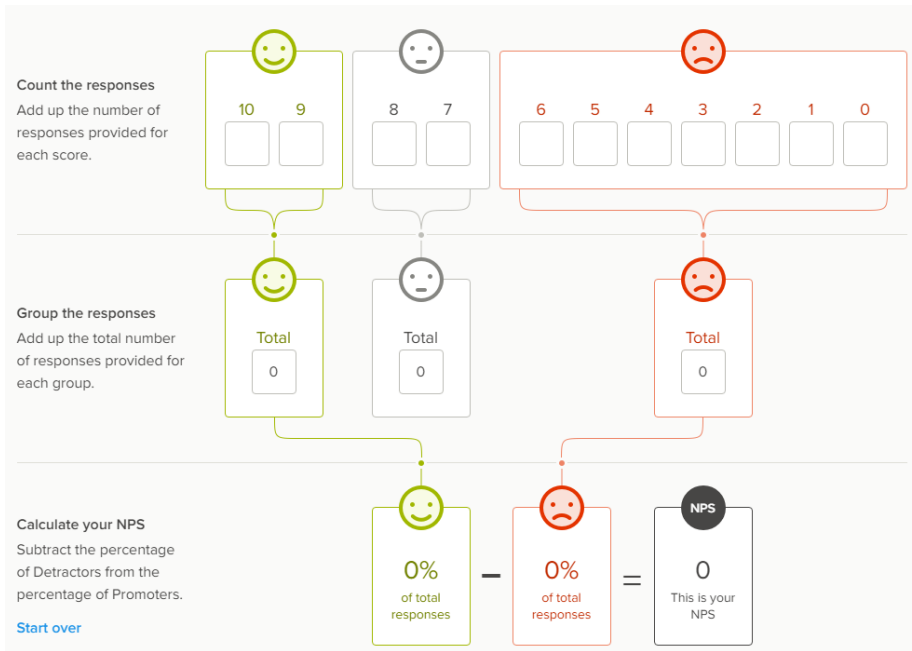 Count the responses
Add up the number of
responses provided for
each score.
10 9
8 7
6 5 4 3 2 1 0
Group the responses
Add up the total number
of responses provided for
each group.
Total
0
Total
0
Total
0
Calculate your NPS
Subtract the percentage
of Detractors from the
percentage of Promoters.
Start over
0%
of total
responses
−
0%
of total
responses
=
NPS
0
This is your
NPS